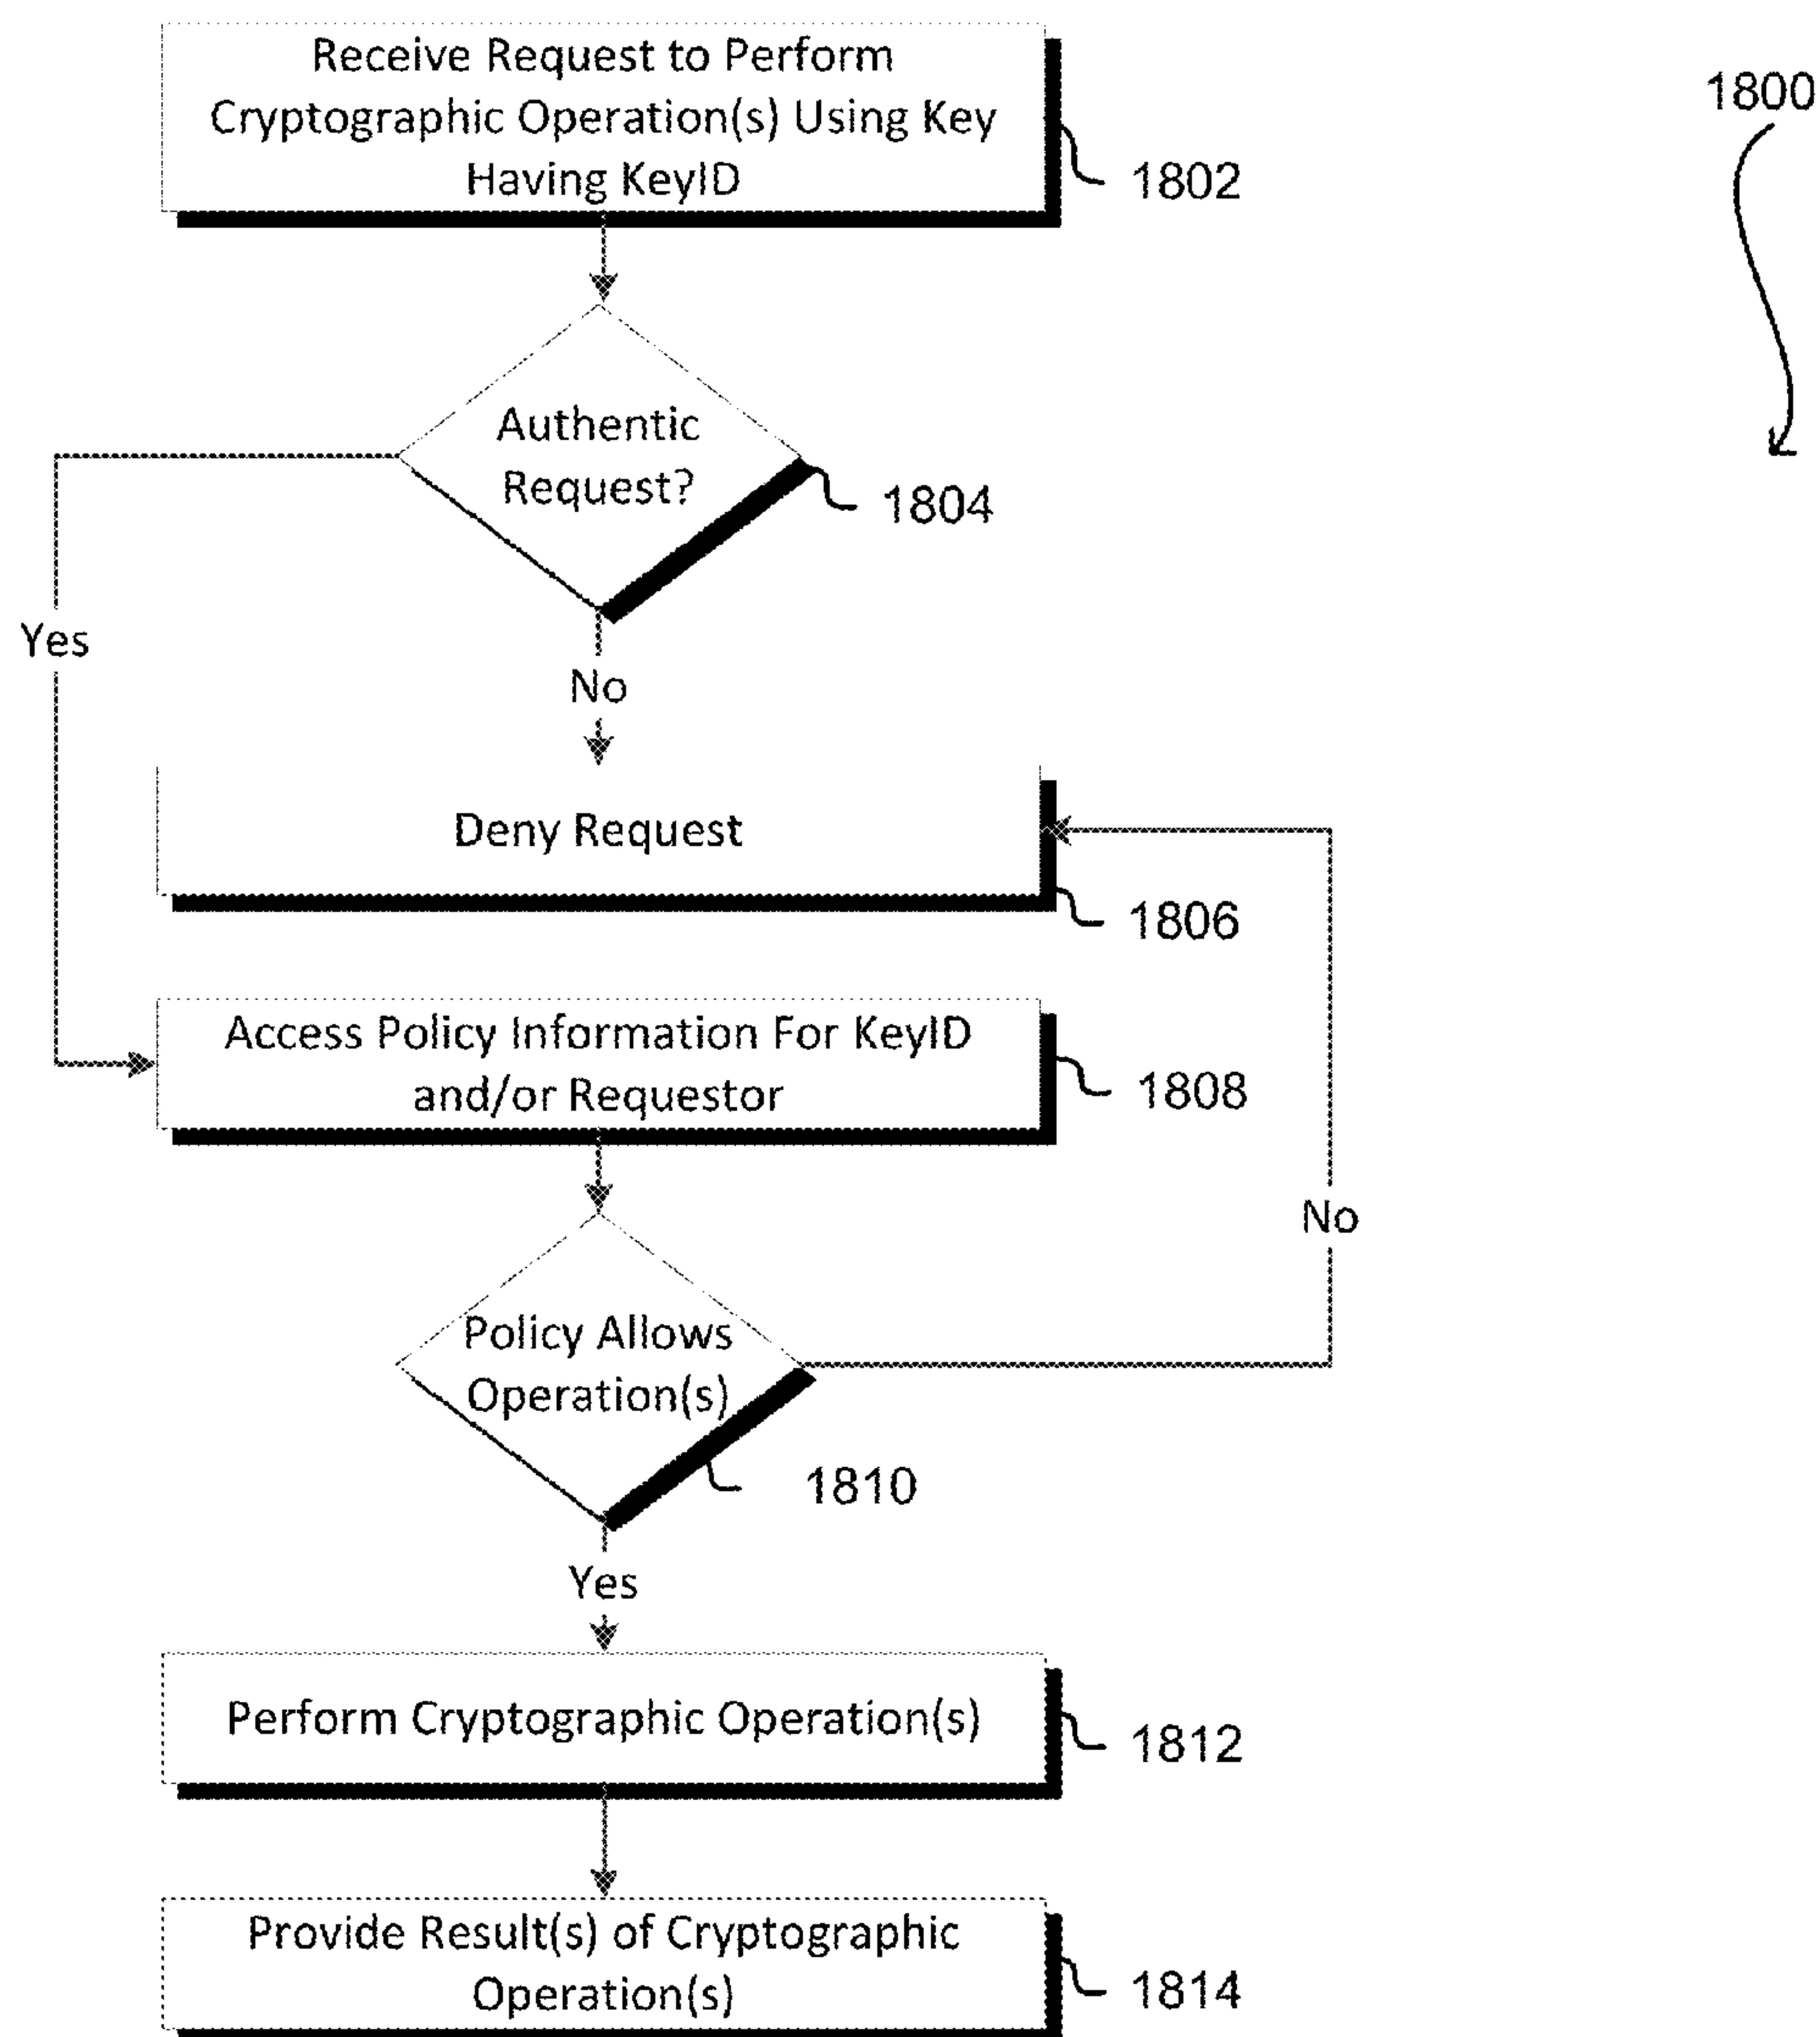 Receive Request to Perform
Cryptographic Operation(s) Using Key
Having KeyID
1802
1800
Authentic
Request?
1804
Yes
No
Deny Request
1806
Access Policy Information For KeyID
and/or Requestor
1808
No
Policy Allows
Operation(s)
1810
Yes
Perform Cryptographic Operation(s)
1812
Provide Result(s) of Cryptographic
Operation(s)
1814